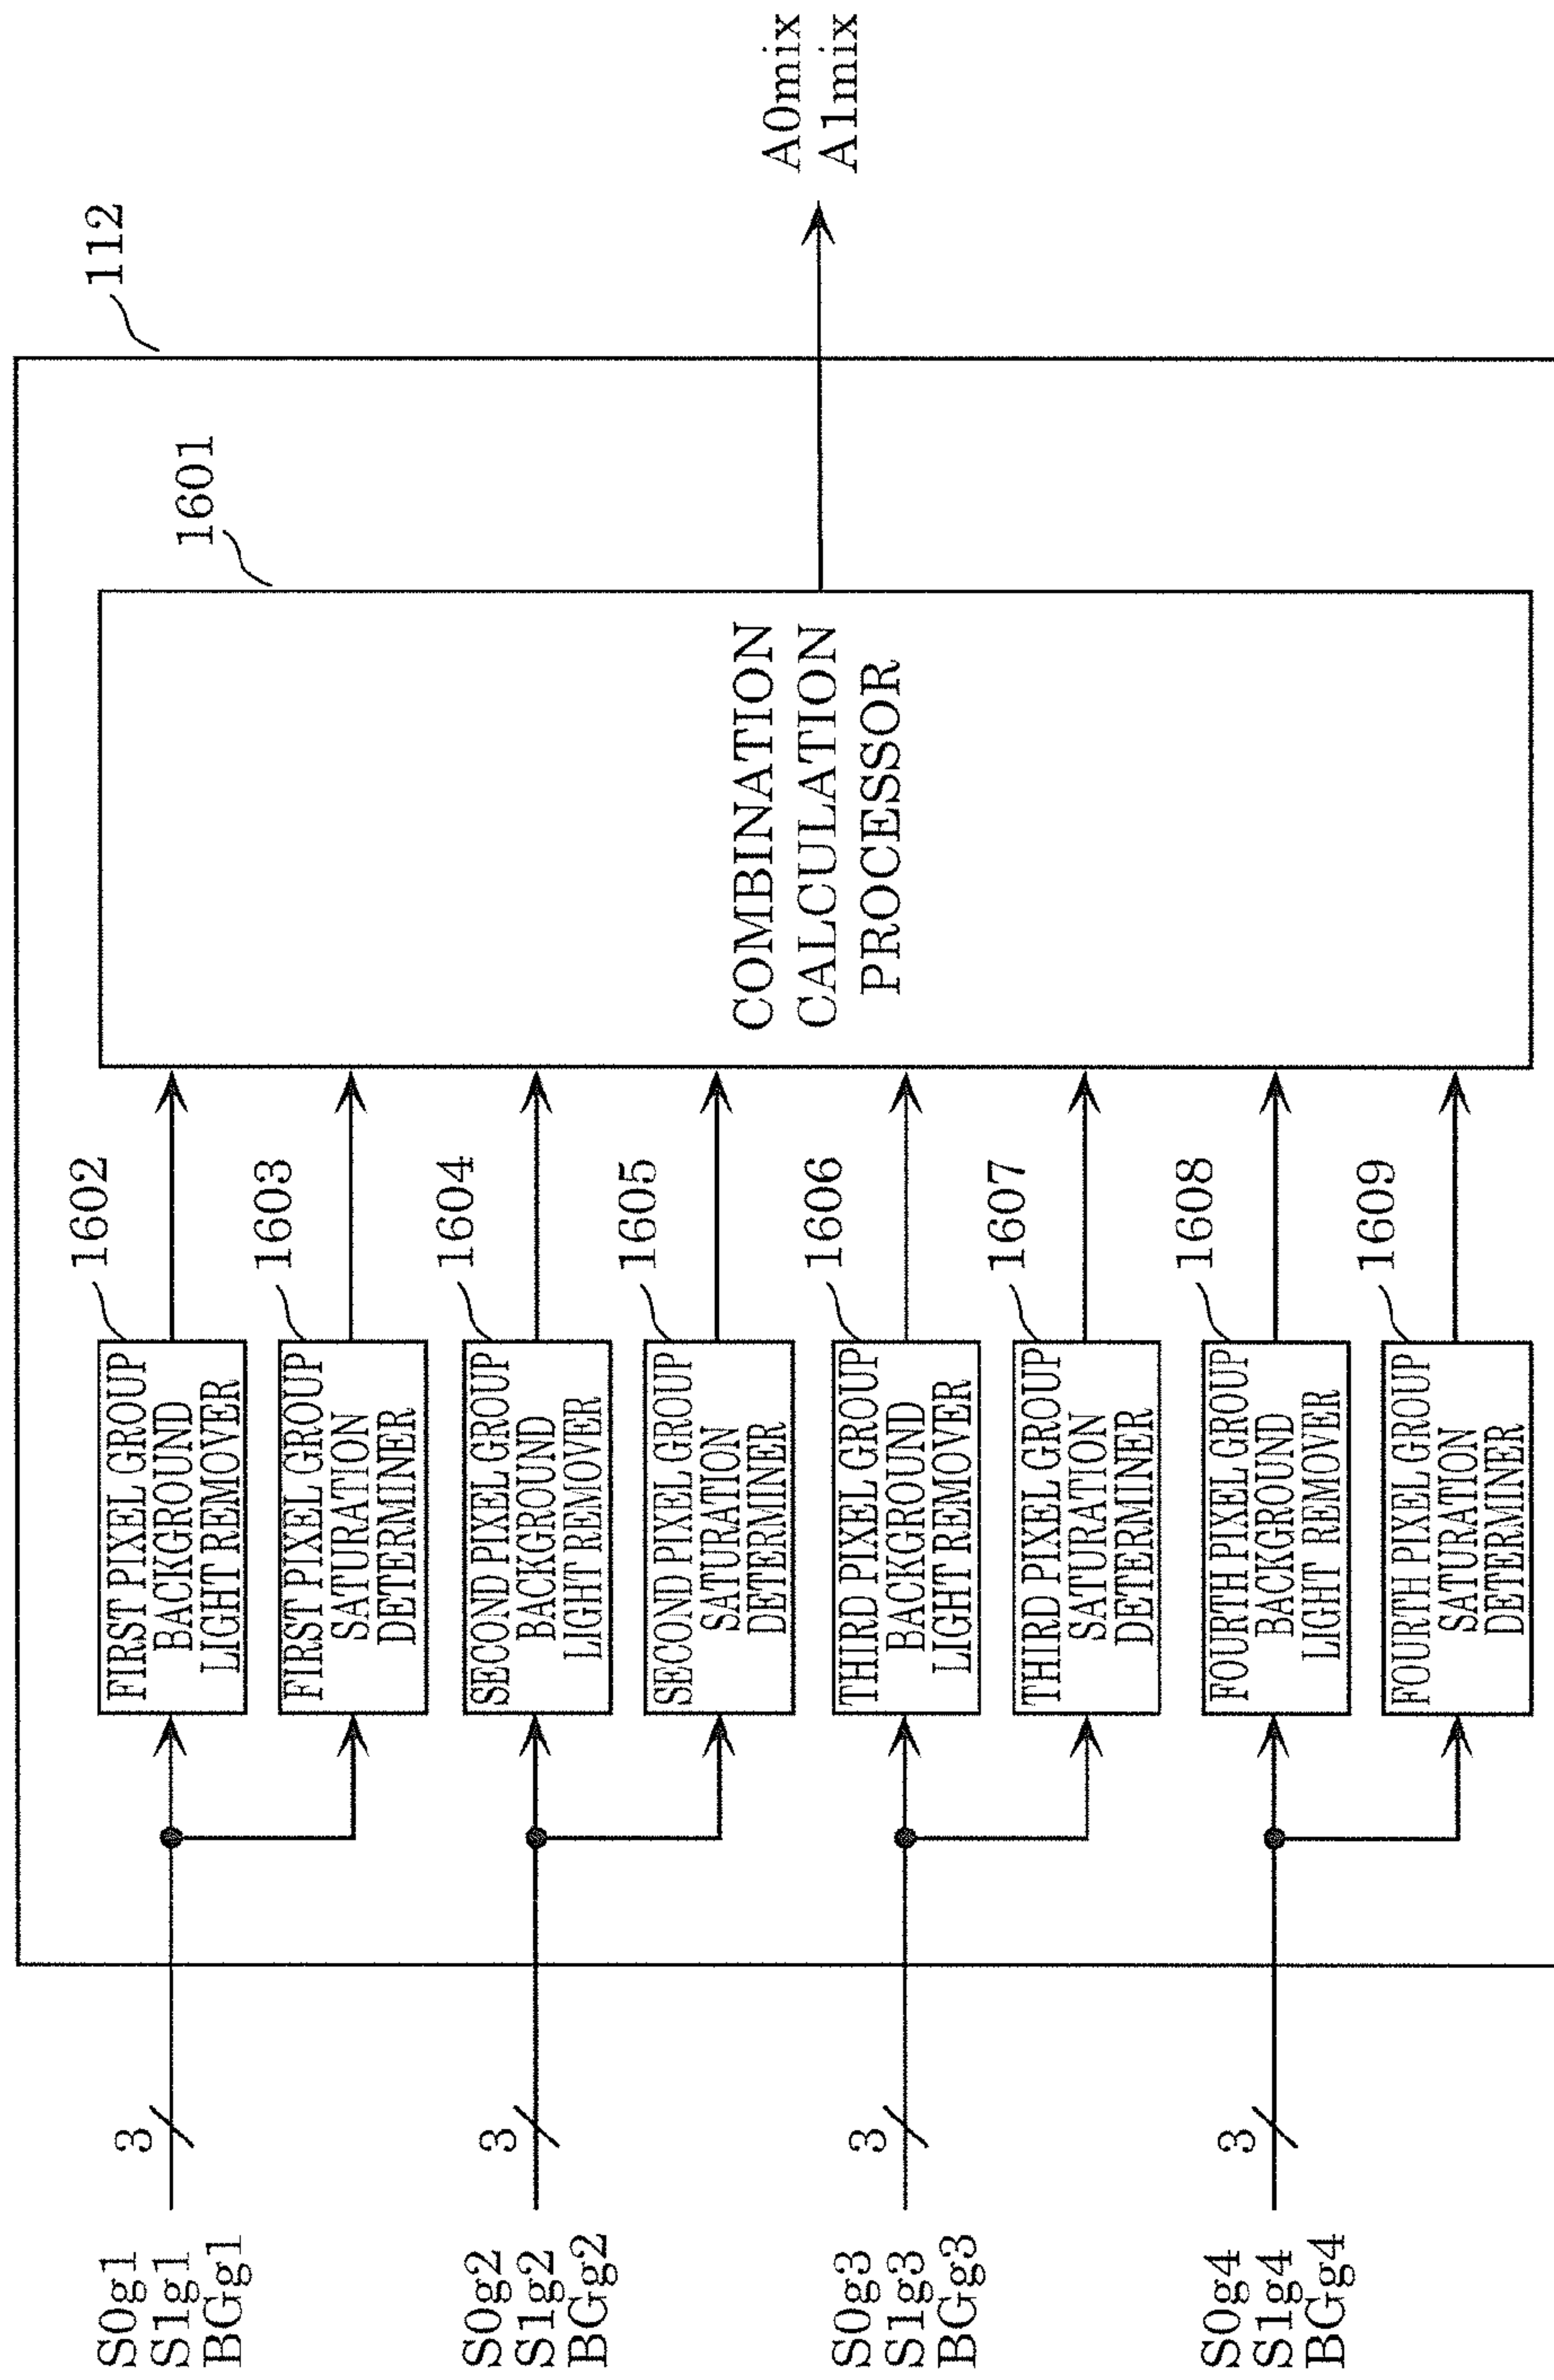 112
1601
S0g1
S1g1
BGg1
3
1602
FIRST PIXEL GROUP
BACKGROUND
LIGHT REMOVER
1603
FIRST PIXEL GROUP
SATURATION
DETERMINER
S0g2
S1g2
BGg2
3
1604
SECOND PIXEL GROUP
BACKGROUND
LIGHT REMOVER
1605
SECOND PIXEL GROUP
SATURATION
DETERMINER
S0g3
S1g3
BGg3
3
1606
THIRD PIXEL GROUP
BACKGROUND
LIGHT REMOVER
1607
THIRD PIXEL GROUP
SATURATION
DETERMINER
S0g4
S1g4
BGg4
3
1608
FOURTH PIXEL GROUP
BACKGROUND
LIGHT REMOVER
1609
FOURTH PIXEL GROUP
SATURATION
DETERMINER
COMBINATION
CALCULATION
PROCESSOR
A0mix
A1mix